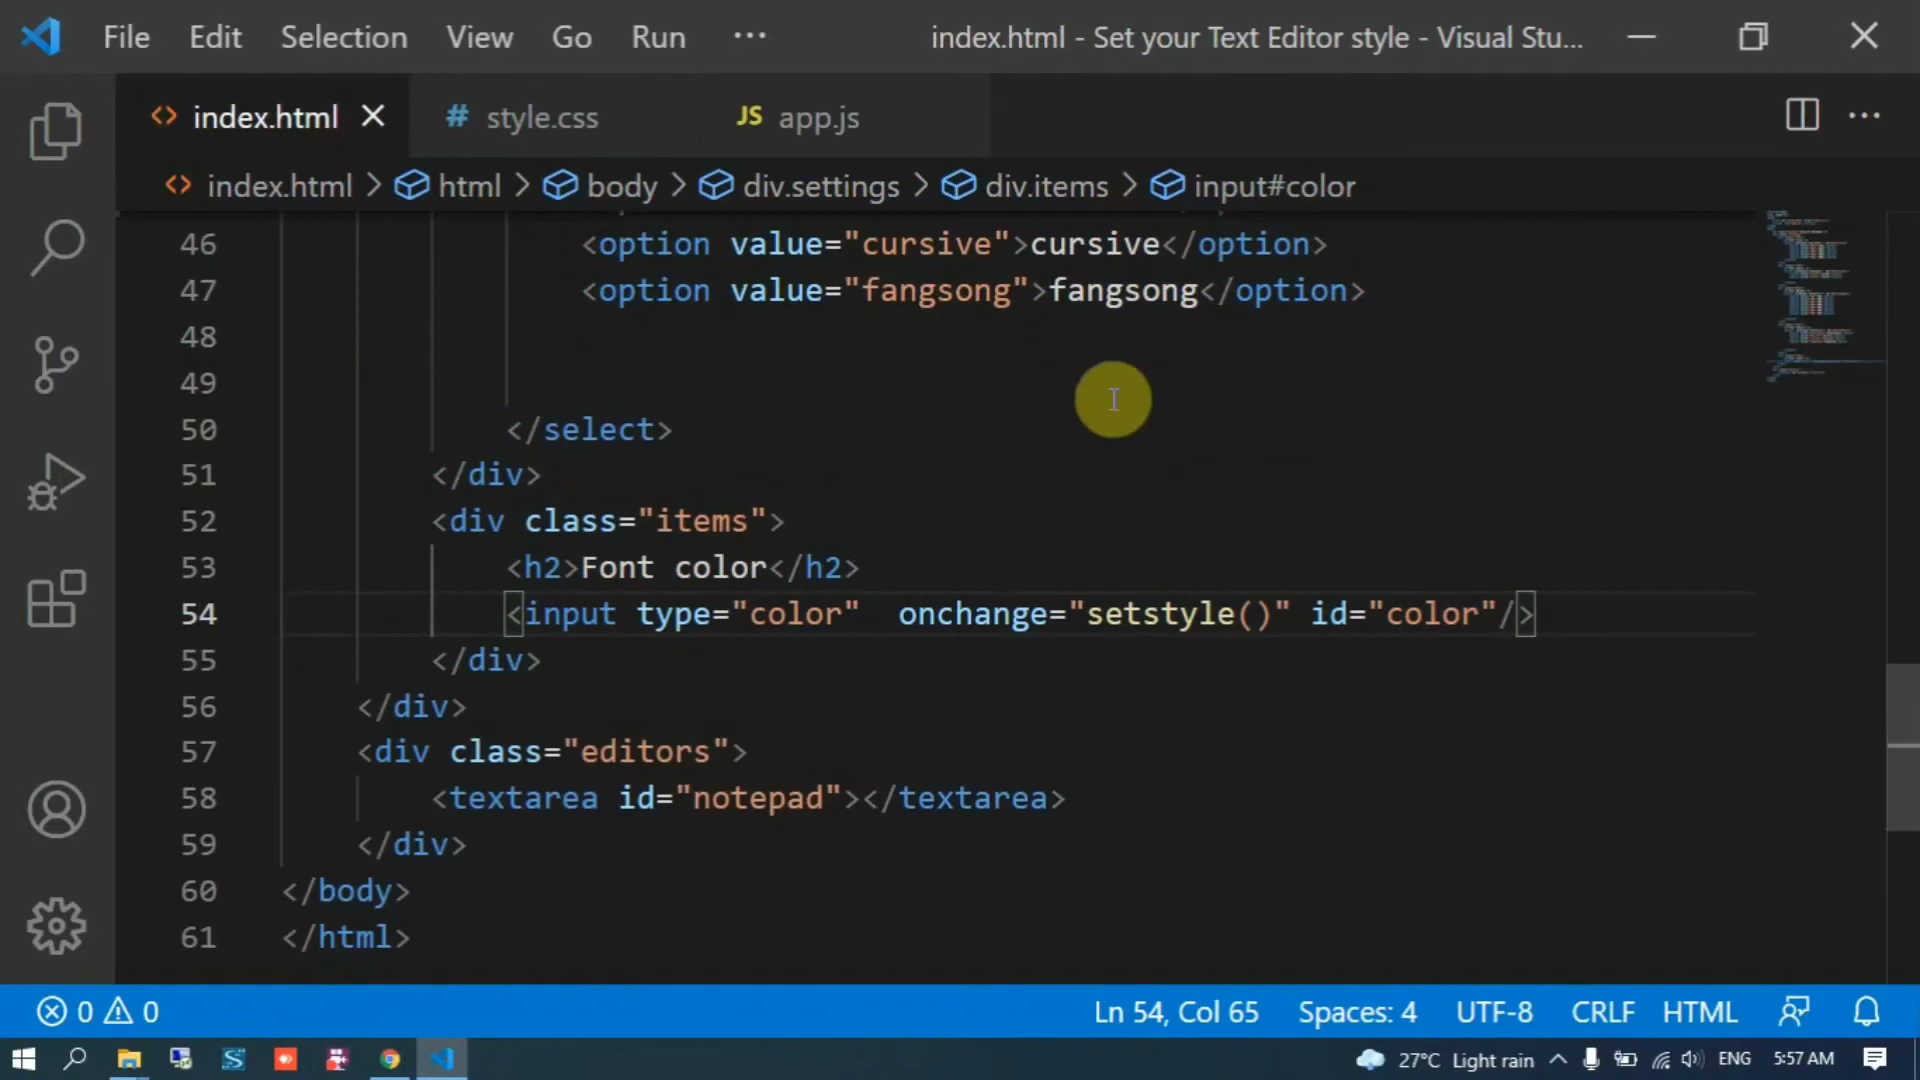 File Edit Selection View Go Run ··· index.html - Set your Text Editor style - Visual Stu...
<> index.html # style.css JS app.js ···
<> index.html > html > body > div.settings > div.items > input#color
46 <option value="cursive">cursive</option>
47 <option value="fangsong">fangsong</option>
48
49
50 </select>
51 </div>
52 <div class="items">
53 <h2>Font color</h2>
54 <input type="color"  onchange="setstyle()" id="color"/>
55 </div>
56 </div>
57 <div class="editors">
58 <textarea id="notepad"></textarea>
59 </div>
60 </body>
61 </html>
0 0 Ln 54, Col 65 Spaces: 4 UTF-8 CRLF HTML
27°C Light rain ENG 5:57 AM